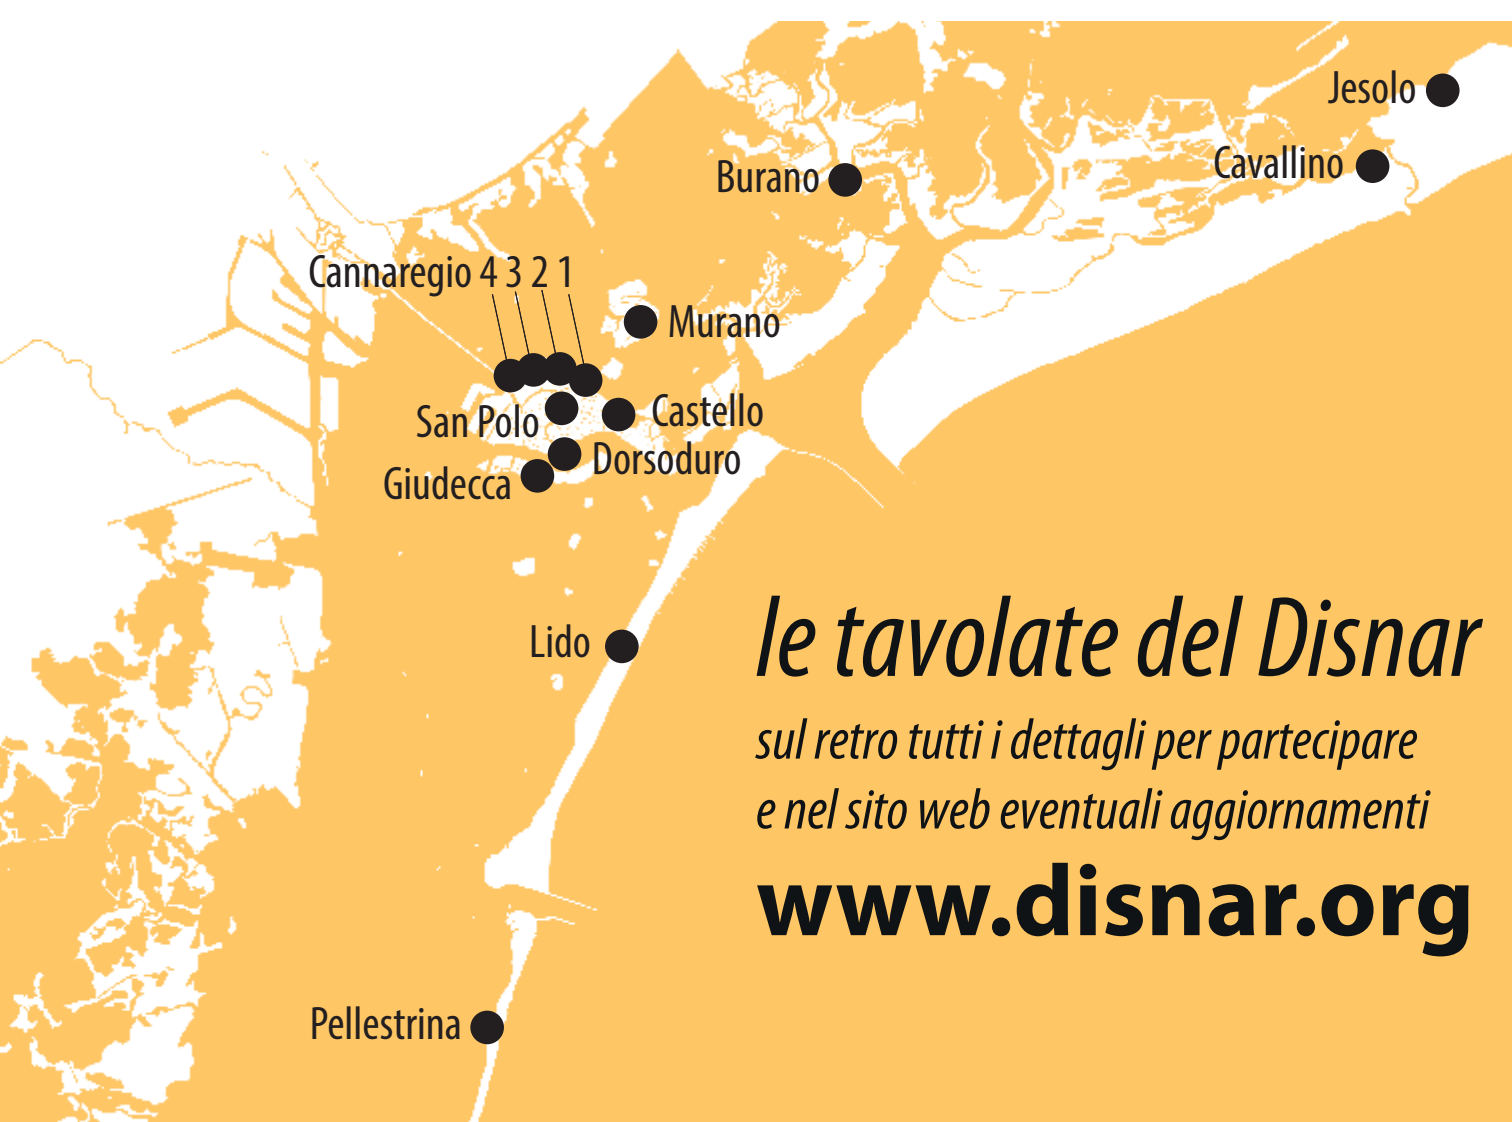 Jesolo
Cavallino
Burano
Cannaregio 4 3 2 1
Murano
San Polo
Castello
Dorsoduro
Giudecca
Lido
le tavolate del Disnar
sul retro tutti i dettagli per partecipare
e nel sito web eventuali aggiornamenti
www.disnar.org
Pellestrina